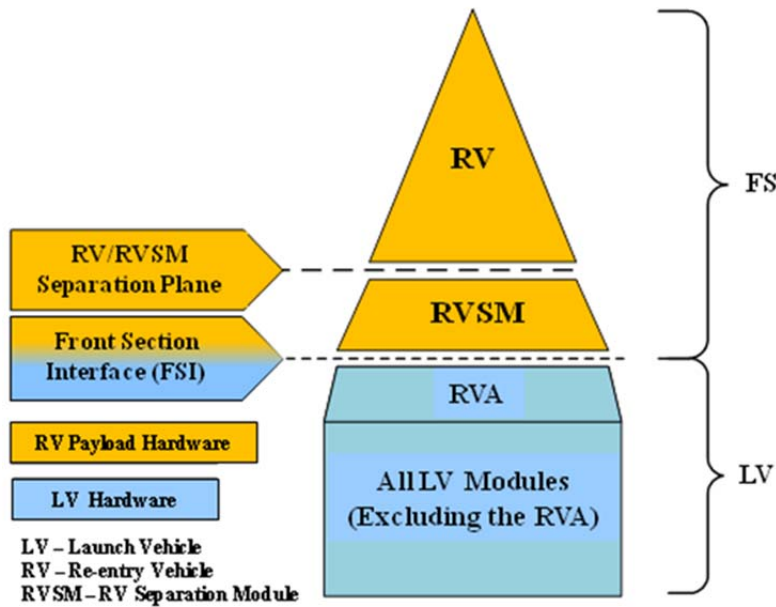 RV
FS
RV/RVSM
Separation Plane
RVSM
Front Section
Interface (FSI)
RVA
RV Payload Hardware
LV
All LV Modules
(Excluding the RVA)
LV Hardware
LV – Launch Vehicle
RV – Re-entry Vehicle
RVSM – RV Separation Module